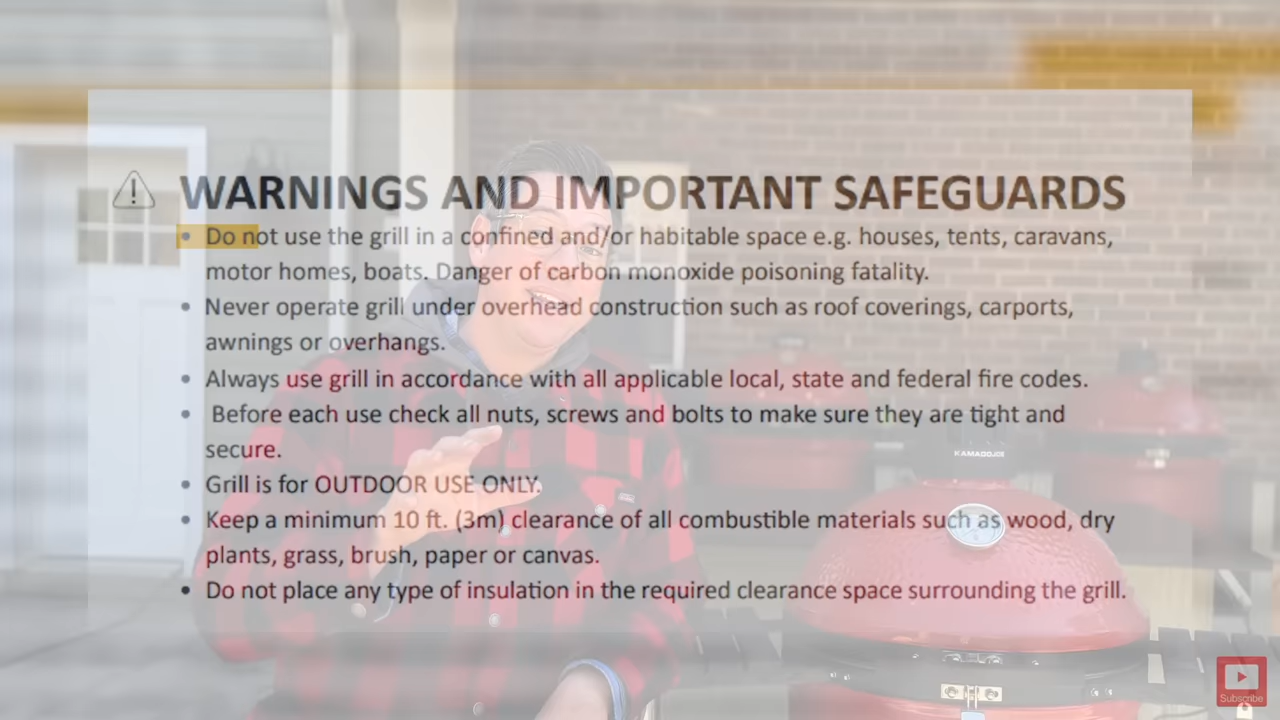 WARNINGS AND IMPORTANT SAFEGUARDS
• Do not use the grill in a confined and/or habitable space e.g. houses, tents, caravans,
motor homes, boats. Danger of carbon monoxide poisoning fatality.
• Never operate grill under overhead construction such as roof coverings, carports,
awnings or overhangs.
• Always use grill in accordance with all applicable local, state and federal fire codes.
• Before each use check all nuts, screws and bolts to make sure they are tight and
secure.
• Grill is for OUTDOOR USE ONLY.
• Keep a minimum 10 ft. (3m) clearance of all combustible materials such as wood, dry
plants, grass, brush, paper or canvas.
• Do not place any type of insulation in the required clearance space surrounding the grill.
KAMADOJOE
Subscribe